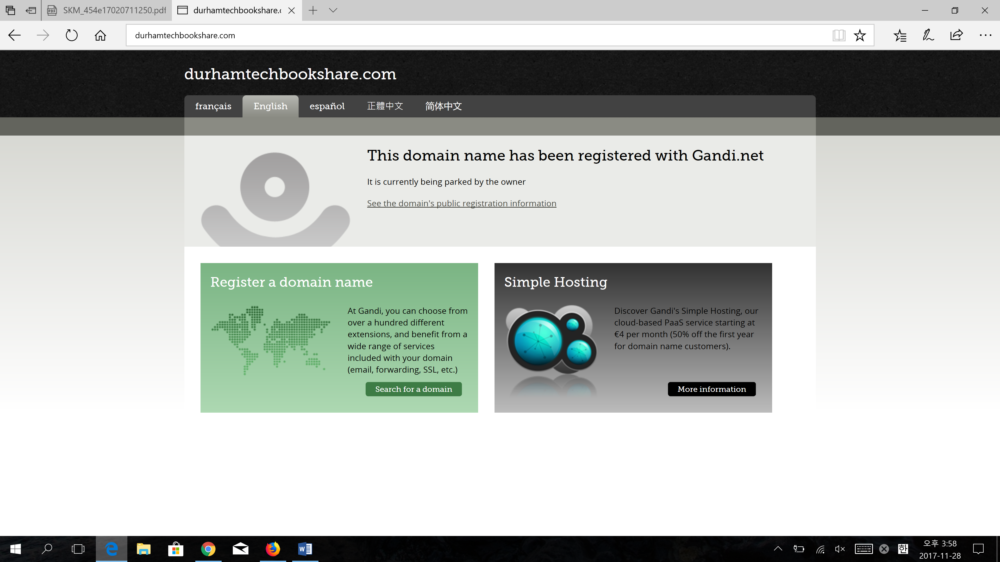 SKM_454e17020711250.pdf
durhamtechbookshare.c
durhamtechbookshare.com
durhamtechbookshare.com
français English español 正體中文 简体中文
This domain name has been registered with Gandi.net
It is currently being parked by the owner
See the domain's public registration information
Register a domain name
At Gandi, you can choose from
over a hundred different
extensions, and benefit from a
wide range of services
included with your domain
(email, forwarding, SSL, etc.)
Search for a domain
Simple Hosting
Discover Gandi's Simple Hosting, our
cloud-based PaaS service starting at
€4 per month (50% off the first year
for domain name customers).
More information
PDF
W
한
오후 3:58
2017-11-28